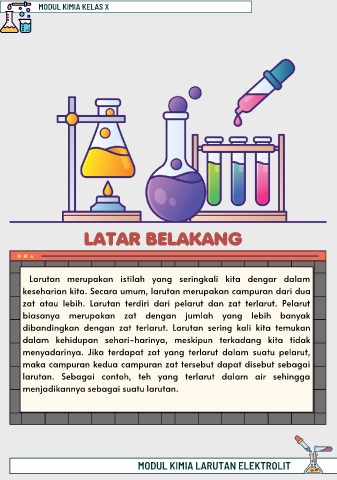 MODUL KIMIA KELAS X
LATAR BELAKANG
Larutan merupakan istilah yang seringkali kita dengar dalam
keseharian kita. Secara umum, larutan merupakan campuran dari dua
zat atau lebih. Larutan terdiri dari pelarut dan zat terlarut. Pelarut
biasanya merupakan zat dengan jumlah yang lebih banyak
dibandingkan dengan zat terlarut. Larutan sering kali kita temukan
dalam kehidupan sehari-harinya, meskipun terkadang kita tidak
menyadarinya. Jika terdapat zat yang terlarut dalam suatu pelarut,
maka campuran kedua campuran zat tersebut dapat disebut sebagai
larutan. Sebagai contoh, teh yang terlarut dalam air sehingga
menjadikannya sebagai suatu larutan.
MODUL KIMIA LARUTAN ELEKTROLIT